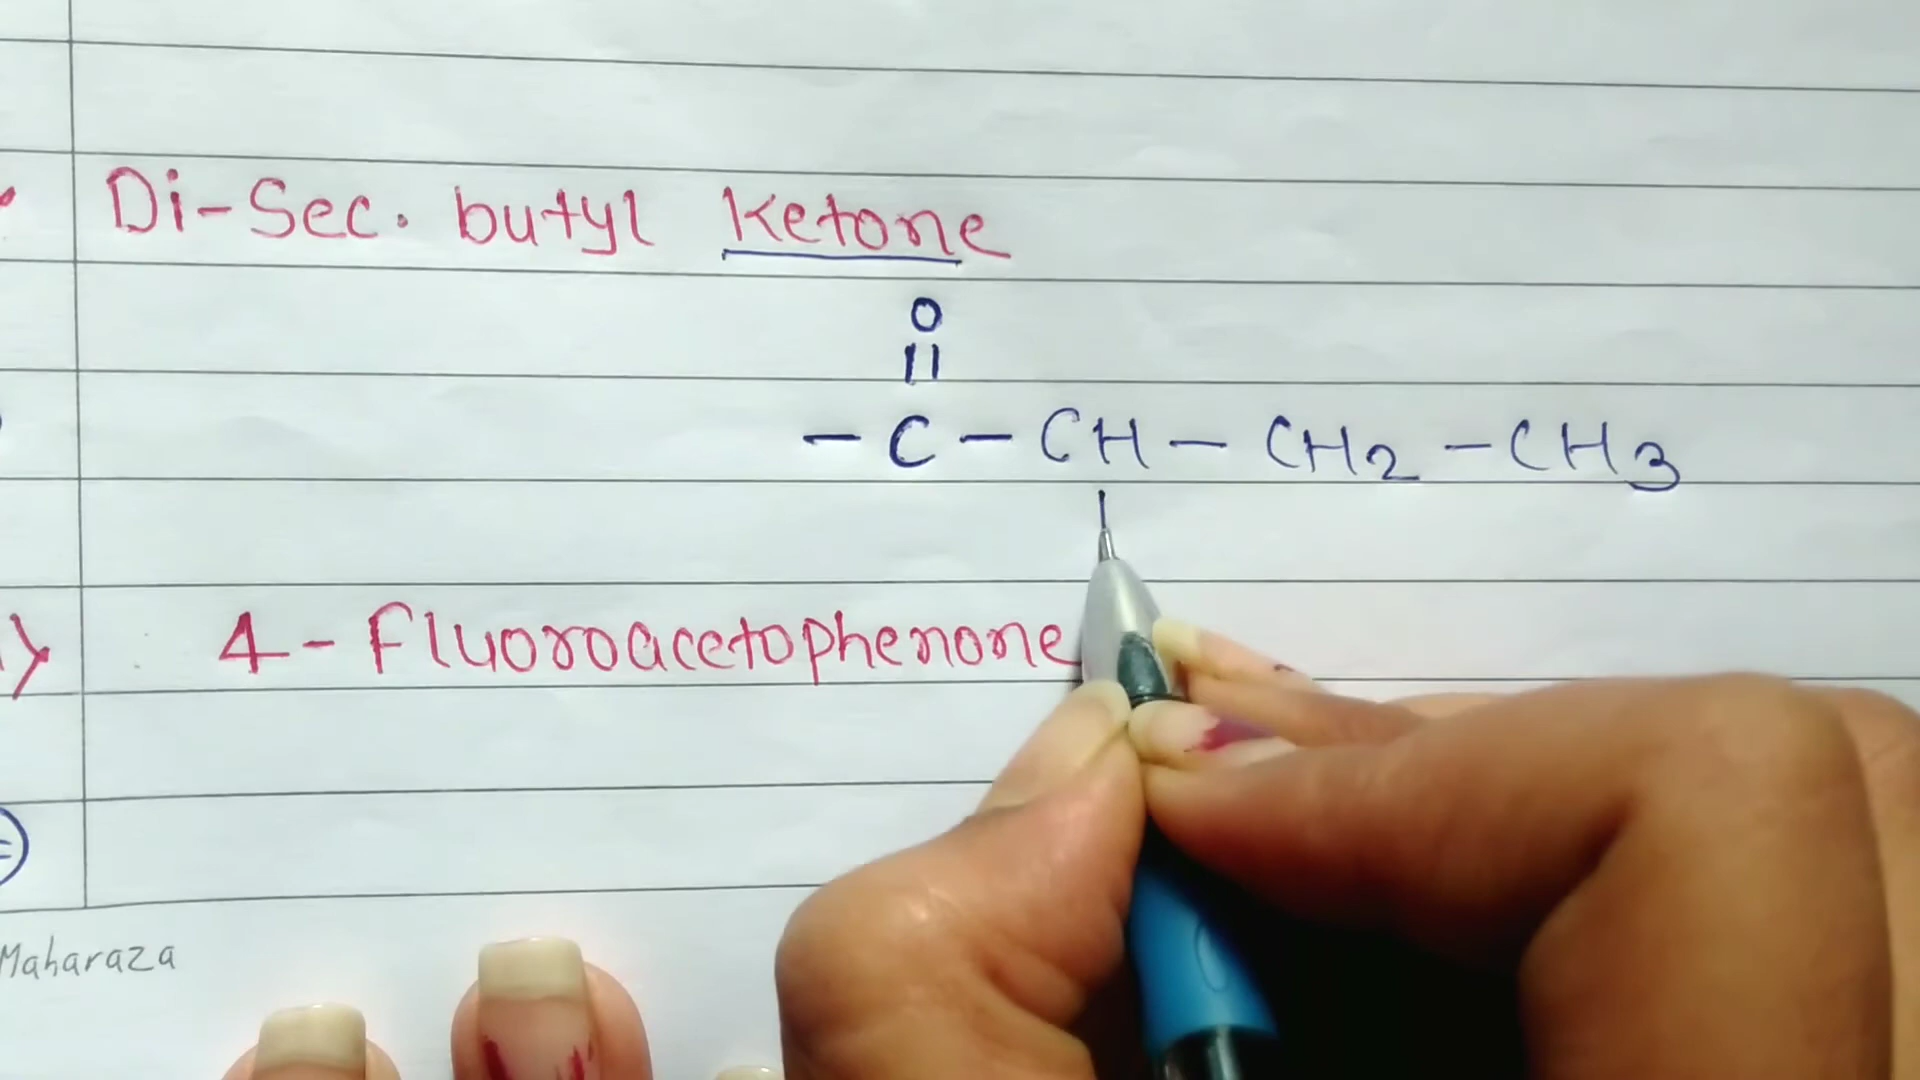 Di-Sec. butyl Ketone
O
||
- C - CH - CH2 - CH3
|
4 - Fluoroacetophenone
Maharaza